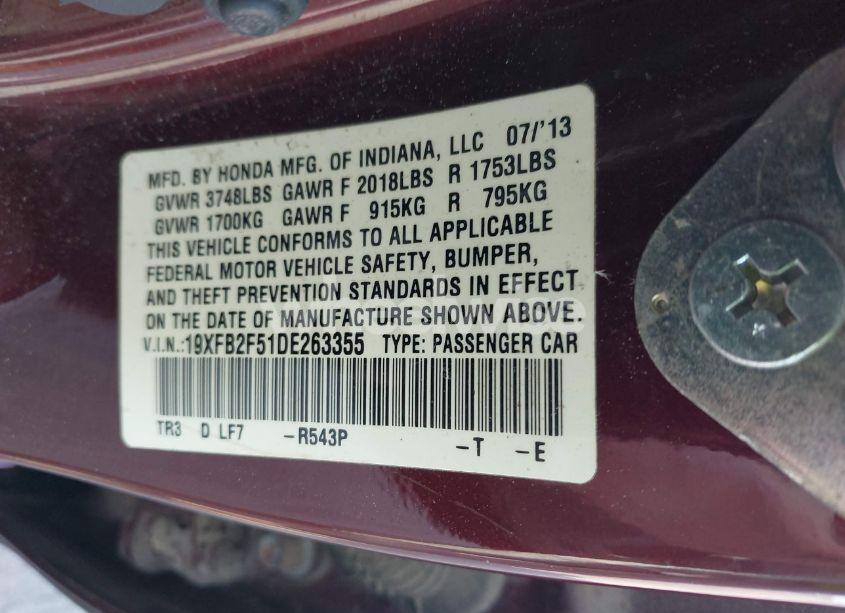 MFD. BY HONDA MFG. OF INDIANA, LLC 07/'13
GVWR 3748LBS GAWR F 2018LBS R 1753LBS
GVWR 1700KG GAWR F 915KG R 795KG
THIS VEHICLE CONFORMS TO ALL APPLICABLE
FEDERAL MOTOR VEHICLE SAFETY, BUMPER,
AND THEFT PREVENTION STANDARDS IN EFFECT
ON THE DATE OF MANUFACTURE SHOWN ABOVE.
V.I.N.:19XFB2F51DE263355 TYPE: PASSENGER CAR
TR3 D LF7 -R543P -T -E